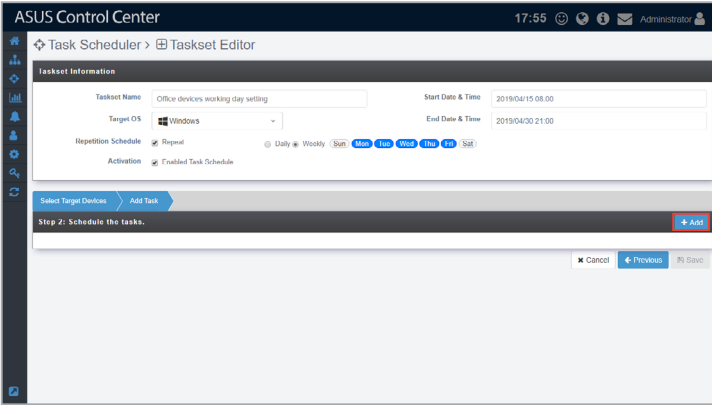 ASUS Control Center 17:55 Administrator
Task Scheduler > Taskset Editor
Taskset Information
Taskset Name Office devices working day setting Start Date & Time 2019/04/15 08:00
Target OS Windows End Date & Time 2019/04/30 21:00
Repetition Schedule Repeat Daily Weekly Sun Mon Tue Wed Thu Fri Sat
Activation Enabled Task Schedule
Select Target Devices Add Task
Step 2: Schedule the tasks. + Add
Cancel Previous Save